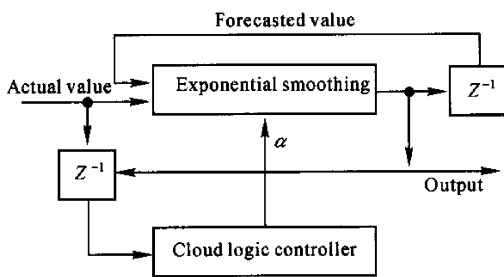 Forecasted value
Actual value
Exponential smoothing
Z⁻¹
α
Z⁻¹
Output
Cloud logic controller